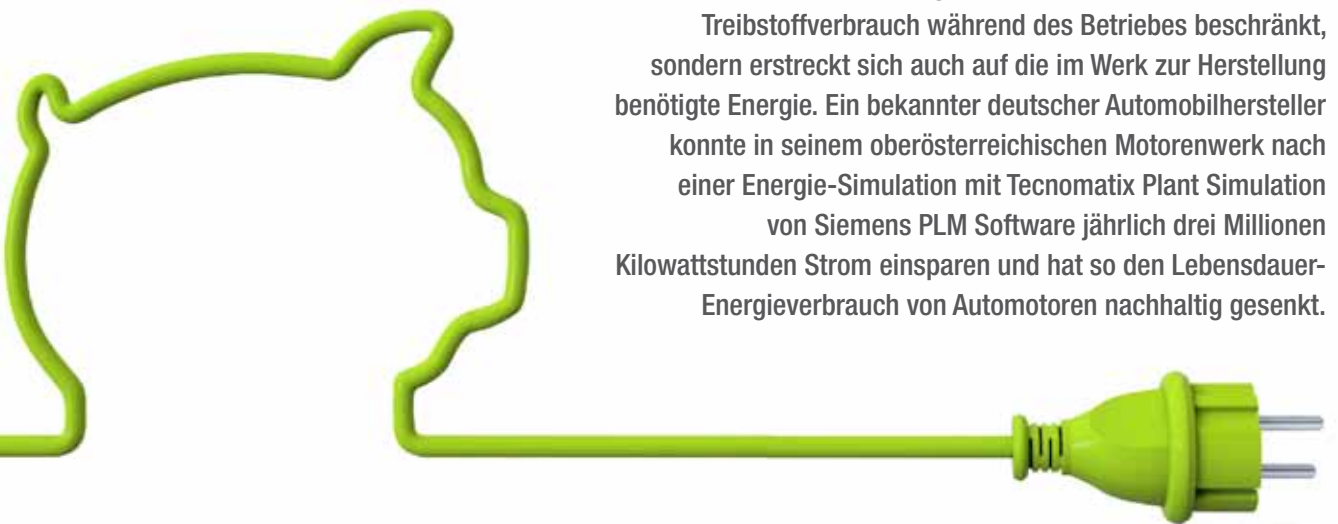 Treibstoffverbrauch während des Betriebes beschränkt,
sondern erstreckt sich auch auf die im Werk zur Herstellung
benötigte Energie. Ein bekannter deutscher Automobilhersteller
konnte in seinem oberösterreichischen Motorenwerk nach
einer Energie-Simulation mit Tecnomatix Plant Simulation
von Siemens PLM Software jährlich drei Millionen
Kilowattstunden Strom einsparen und hat so den Lebensdauer-
Energieverbrauch von Automotoren nachhaltig gesenkt.